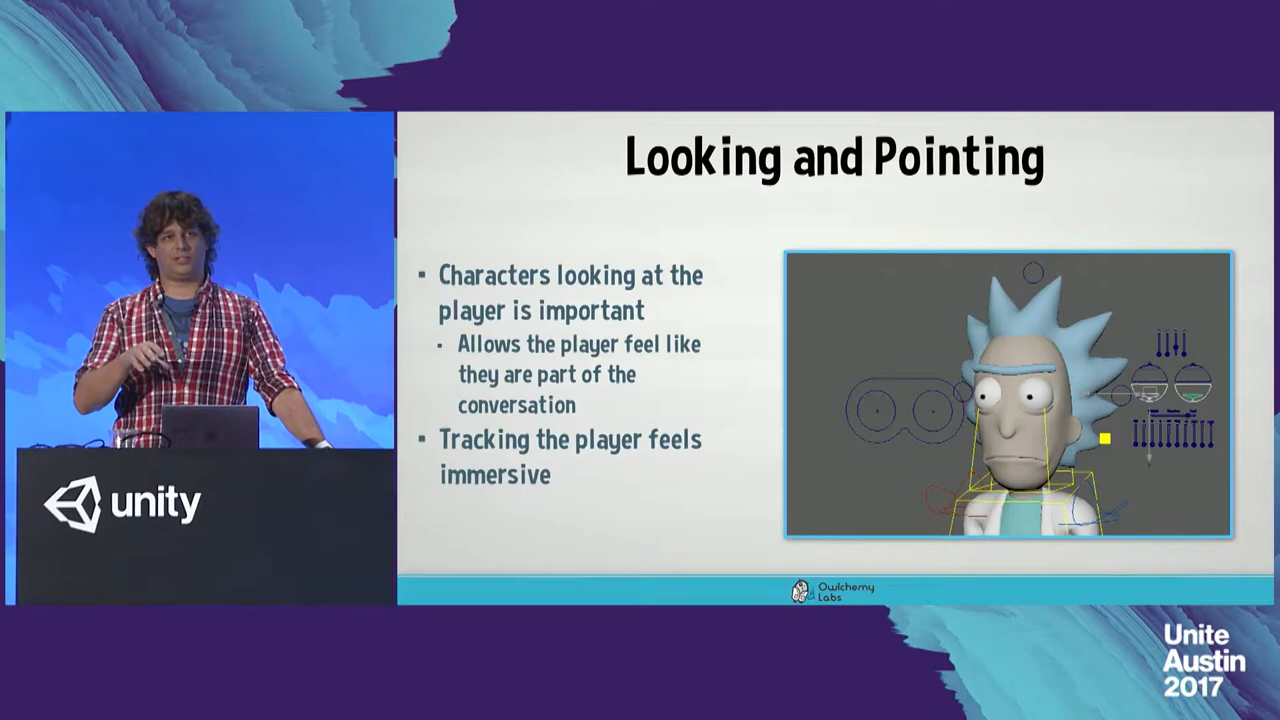 Looking and Pointing
▪ Characters looking at the
player is important
▪ Allows the player feel like
they are part of the
conversation
▪ Tracking the player feels
immersive
unity
Owlchemy
Labs
Unite
Austin
2017